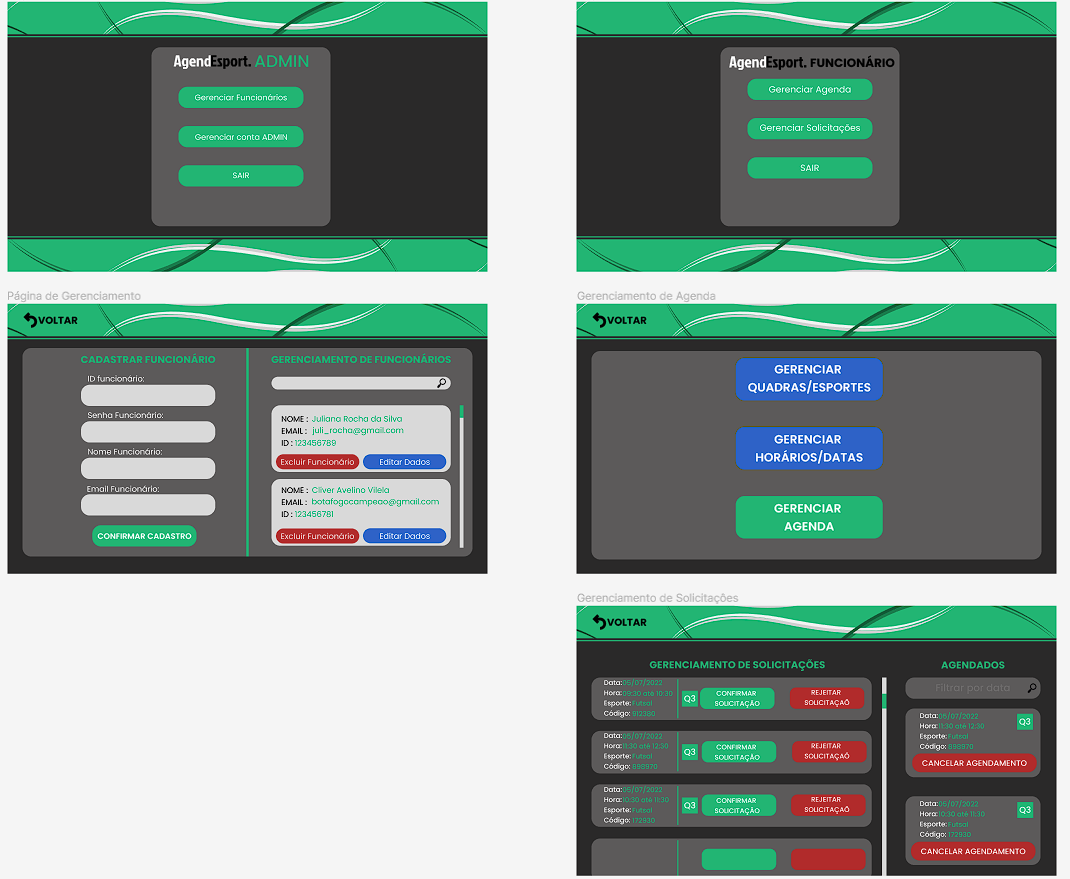 AgendEsport. ADMIN
Gerenciar Funcionários
Gerenciar conta ADMIN
SAIR
AgendEsport. FUNCIONÁRIO
Gerenciar Agenda
Gerenciar Solicitações
SAIR
Página de Gerenciamento
VOLTAR
CADASTRAR FUNCIONÁRIO
ID funcionário:
Senha Funcionário:
Nome Funcionário:
Email Funcionário:
CONFIRMAR CADASTRO
GERENCIAMENTO DE FUNCIONÁRIOS
NOME : Juliana Rocha da Silva
EMAIL : juli_rocha@gmail.com
ID : 123456789
Excluir Funcionário Editar Dados
NOME : Cliver Avelino Vilela
EMAIL : botafogocampeao@gmail.com
ID : 123456761
Excluir Funcionário Editar Dados
Gerenciamento de Agenda
VOLTAR
GERENCIAR
QUADRAS/ESPORTES
GERENCIAR
HORÁRIOS/DATAS
GERENCIAR
AGENDA
Gerenciamento de Solicitações
VOLTAR
GERENCIAMENTO DE SOLICITAÇÕES
Data:05/07/2022
Hora:09:30 até 10:30
Esporte:Futsal
Código: 912380
Q3
CONFIRMAR
SOLICITAÇÃO
REJEITAR
SOLICITAÇAÕ
Data:05/07/2022
Hora:11:30 até 12:30
Esporte:Futsal
Código: 698970
Q3
CONFIRMAR
SOLICITAÇÃO
REJEITAR
SOLICITAÇAÕ
Data:05/07/2022
Hora:10:30 até 11:30
Esporte:Futsal
Código: 172930
Q3
CONFIRMAR
SOLICITAÇÃO
REJEITAR
SOLICITAÇAÕ
AGENDADOS
Filtrar por data
Data:05/07/2022
Hora:11:30 até 12:30
Esporte:Futsal
Código: 698970
Q3
CANCELAR AGENDAMENTO
Data:05/07/2022
Hora:10:30 até 11:30
Esporte:Futsal
Código: 172930
Q3
CANCELAR AGENDAMENTO